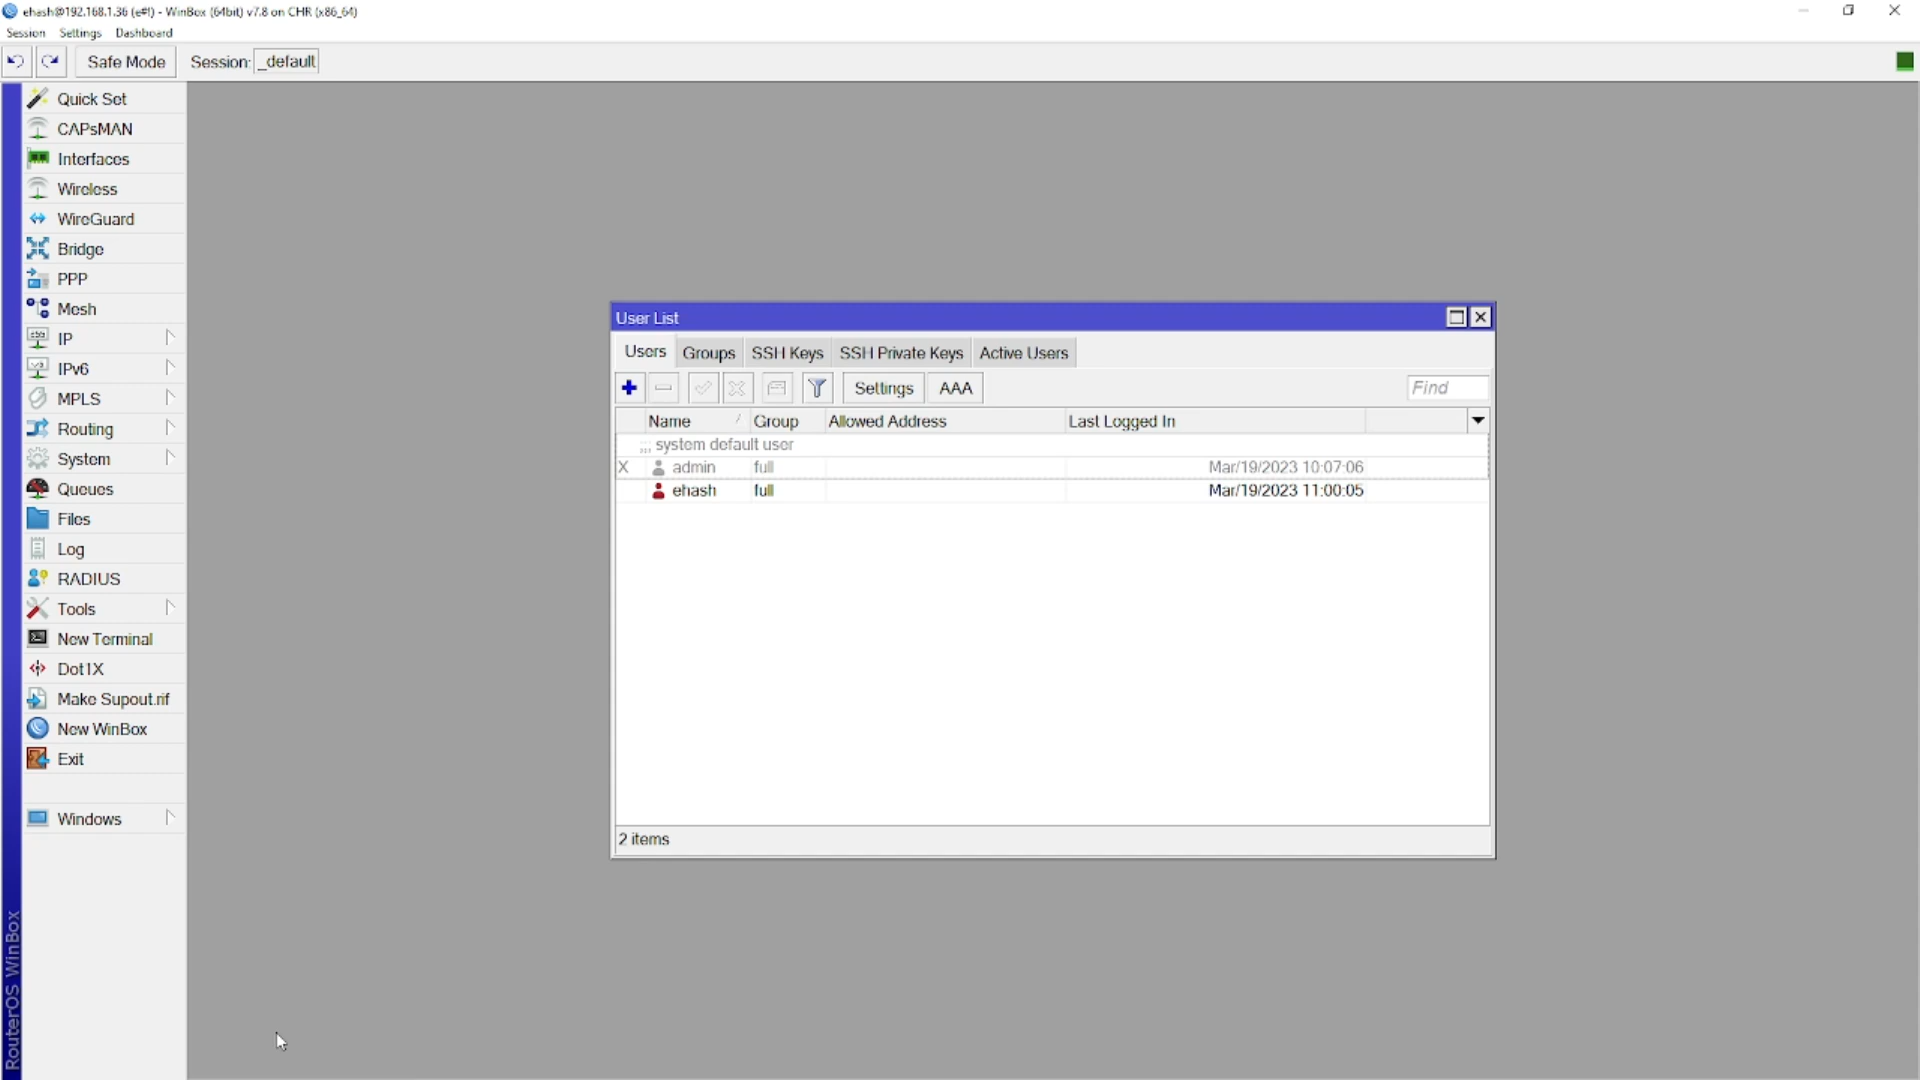 ehash@192.168.1.36 (e#!) - WinBox (64bit) v7.8 on CHR (x86_64)
Session Settings Dashboard
Safe Mode Session: _default
Quick Set
CAPsMAN
Interfaces
Wireless
WireGuard
Bridge
PPP
Mesh
IP
IPv6
MPLS
Routing
System
Queues
Files
Log
RADIUS
Tools
New Terminal
Dot1X
Make Supout.rif
New WinBox
Exit
Windows
RouterOS WinBox
User List
Users Groups SSH Keys SSH Private Keys Active Users
Settings AAA Find
Name Group Allowed Address Last Logged In
;;; system default user
X admin full Mar/19/2023 10:07:06
ehash full Mar/19/2023 11:00:05
2 items